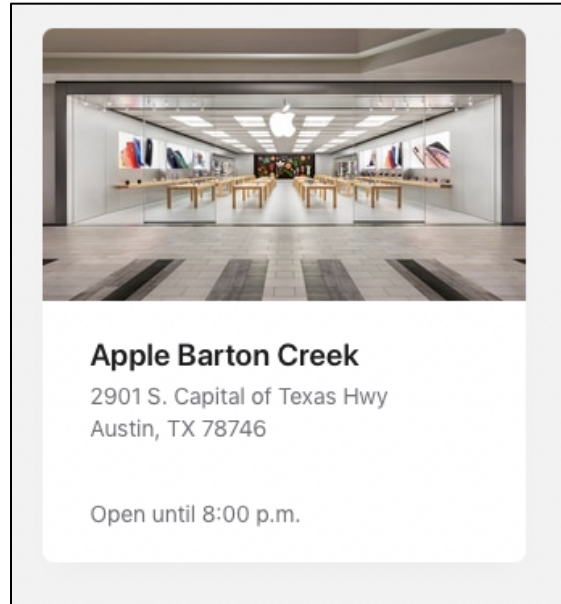 Apple Barton Creek
2901 S. Capital of Texas Hwy
Austin, TX 78746
Open until 8:00 p.m.